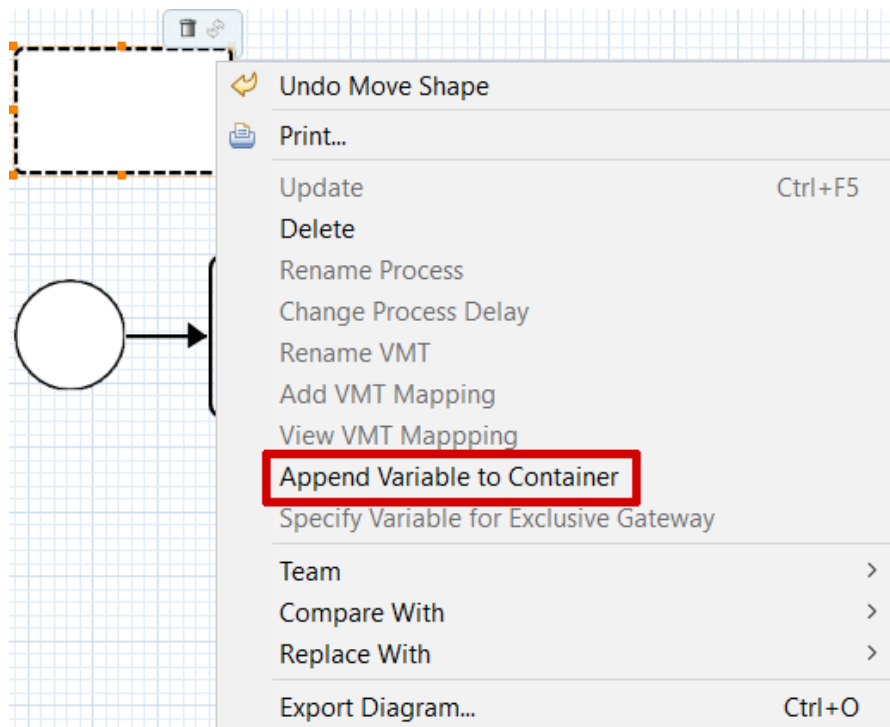 Undo Move Shape
Print...
Update Ctrl+F5
Delete
Rename Process
Change Process Delay
Rename VMT
Add VMT Mapping
View VMT Mappping
Append Variable to Container
Specify Variable for Exclusive Gateway
Team
Compare With
Replace With
Export Diagram... Ctrl+O